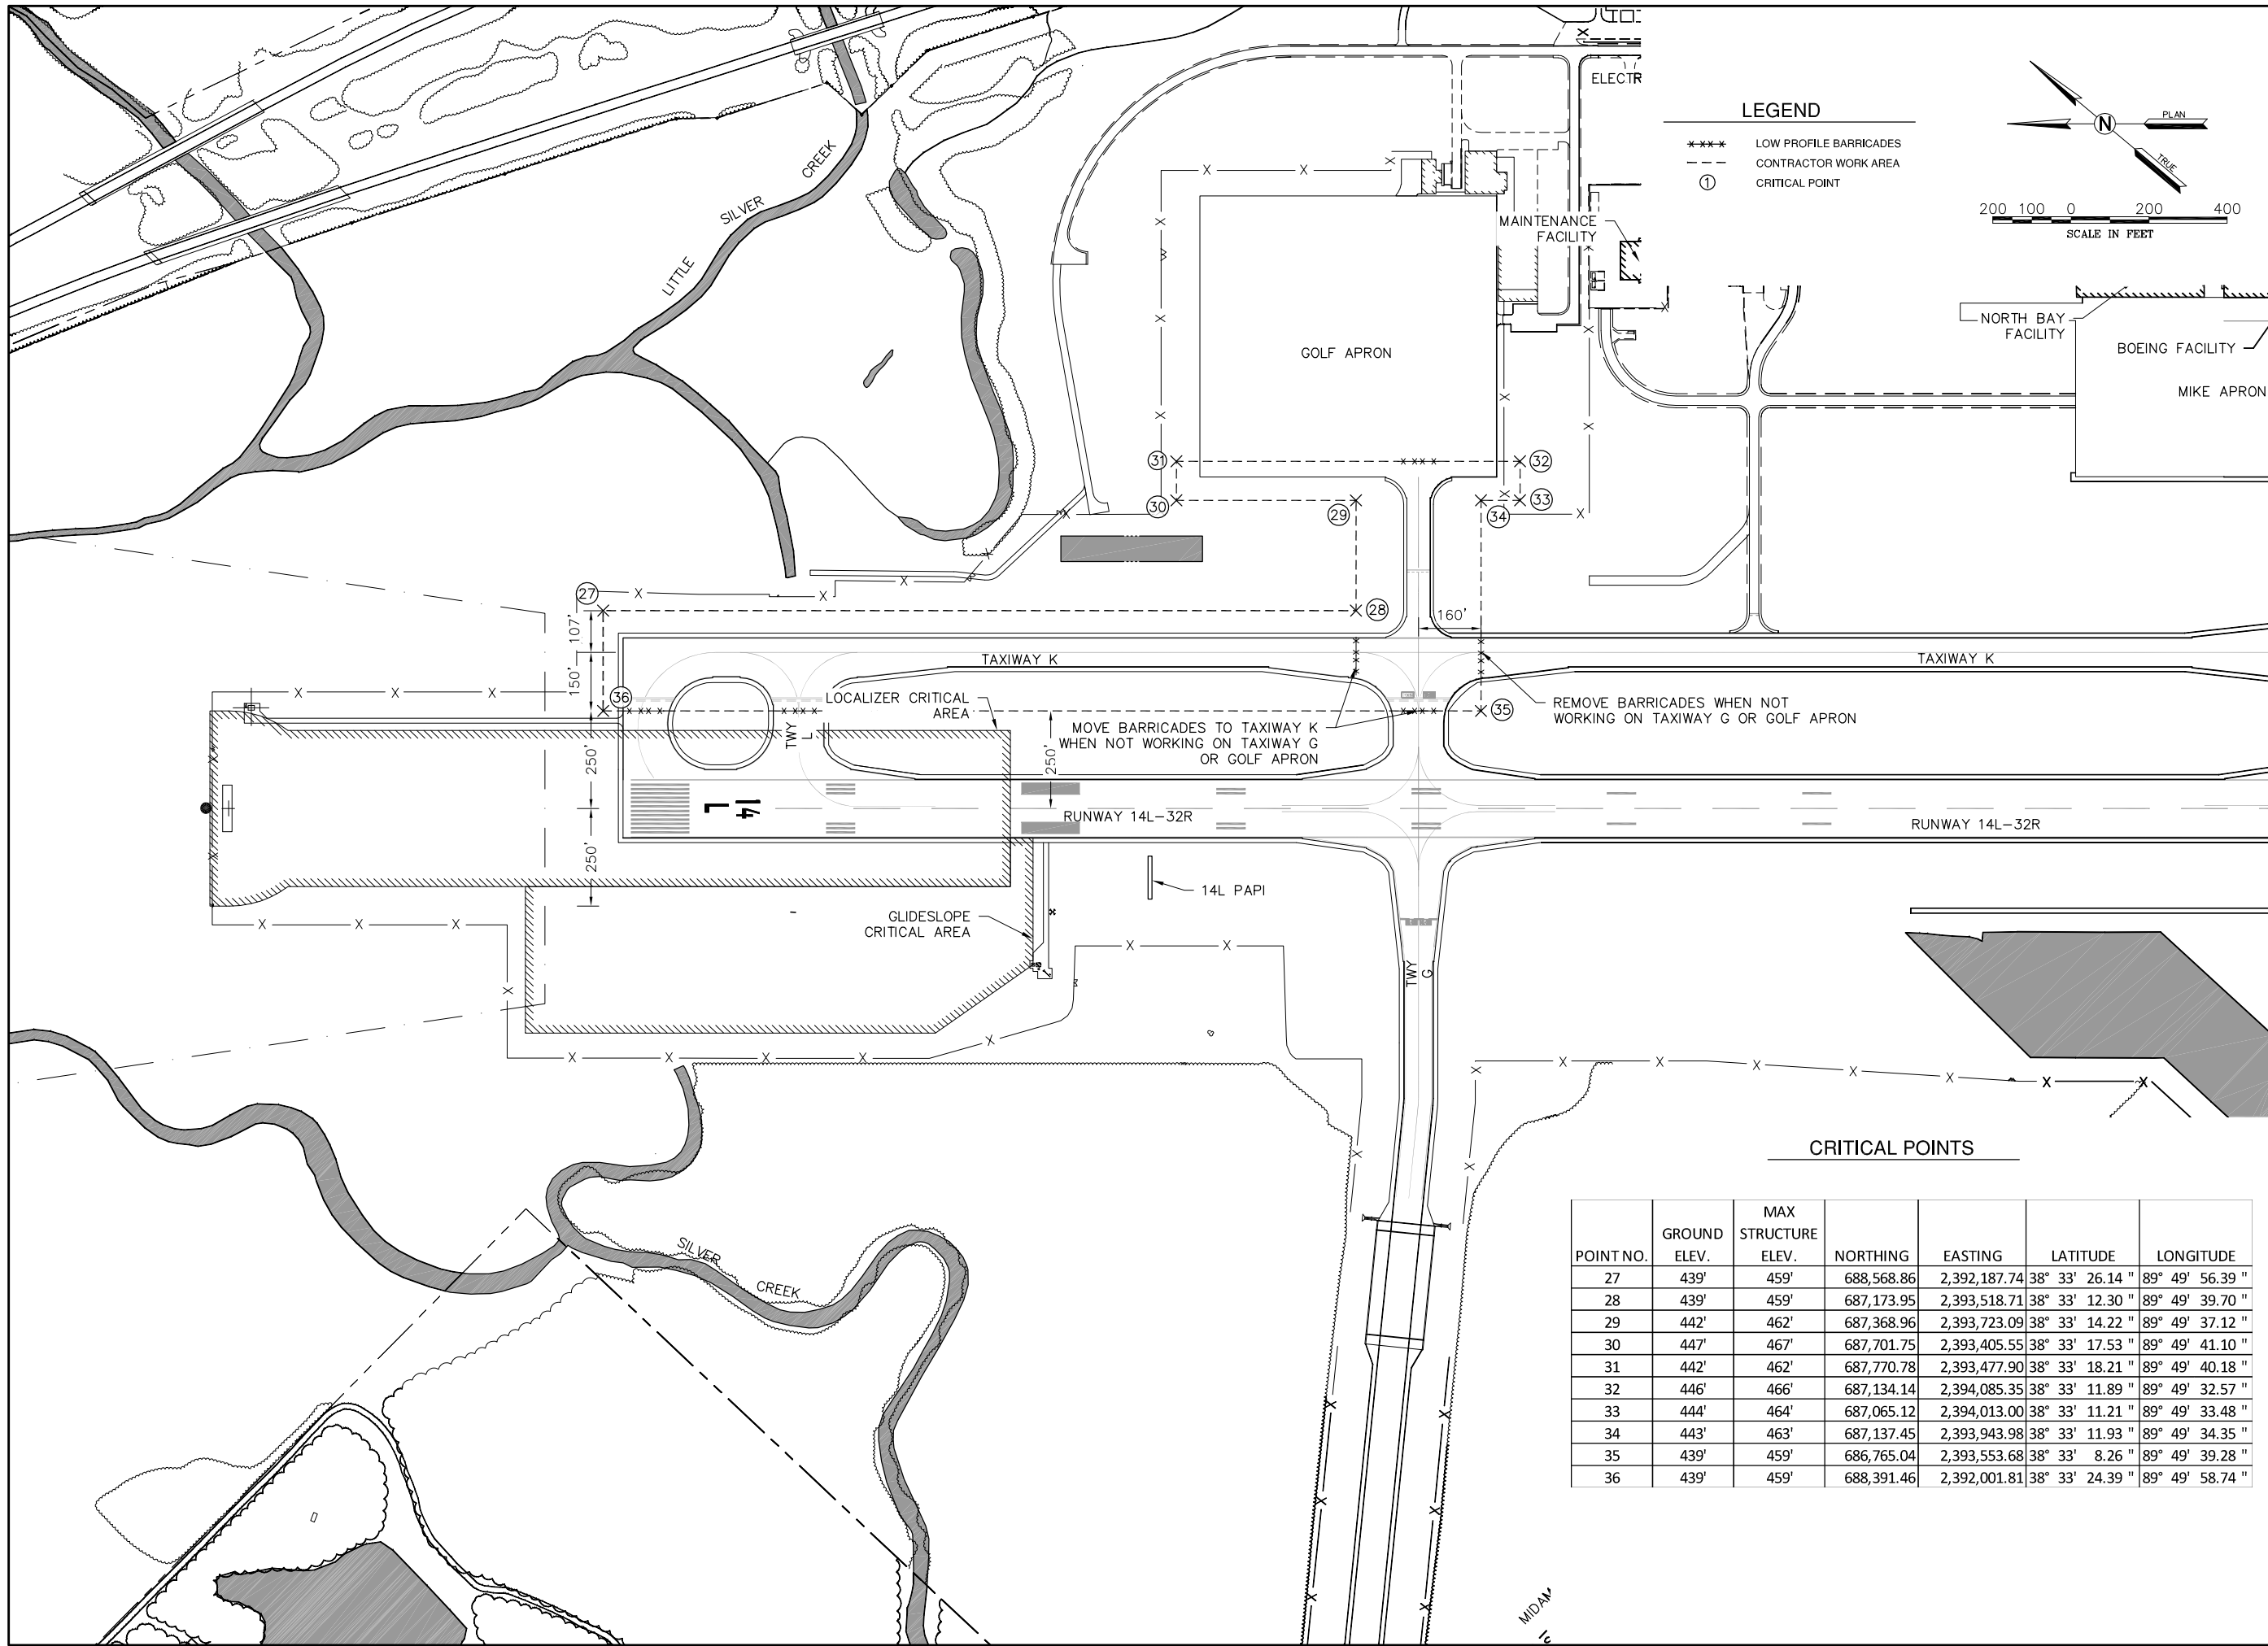 ELECTR
LEGEND
LOW PROFILE BARRICADES
CONTRACTOR WORK AREA
1 CRITICAL POINT
N
PLAN
TRUE
200 100 0 200 400
SCALE IN FEET
LITTLE
SILVER
CREEK
MAINTENANCE
FACILITY
NORTH BAY
FACILITY
BOEING FACILITY
MIKE APRON
GOLF APRON
31
32
30
29
34
33
27
28
107'
150'
160'
TAXIWAY K
TAXIWAY K
36
35
LOCALIZER CRITICAL
AREA
TWY
L
MOVE BARRICADES TO TAXIWAY K
WHEN NOT WORKING ON TAXIWAY G
OR GOLF APRON
REMOVE BARRICADES WHEN NOT
WORKING ON TAXIWAY G OR GOLF APRON
250'
250'
250'
14
L
RUNWAY 14L-32R
RUNWAY 14L-32R
14L PAPI
GLIDESLOPE
CRITICAL AREA
TWY
G
SILVER
CREEK
MIDAM
CRITICAL POINTS
POINT NO. GROUND ELEV. MAX STRUCTURE ELEV. NORTHING EASTING LATITUDE LONGITUDE
27 439' 459' 688,568.86 2,392,187.74 38° 33' 26.14 " 89° 49' 56.39 "
28 439' 459' 687,173.95 2,393,518.71 38° 33' 12.30 " 89° 49' 39.70 "
29 442' 462' 687,368.96 2,393,723.09 38° 33' 14.22 " 89° 49' 37.12 "
30 447' 467' 687,701.75 2,393,405.55 38° 33' 17.53 " 89° 49' 41.10 "
31 442' 462' 687,770.78 2,393,477.90 38° 33' 18.21 " 89° 49' 40.18 "
32 446' 466' 687,134.14 2,394,085.35 38° 33' 11.89 " 89° 49' 32.57 "
33 444' 464' 687,065.12 2,394,013.00 38° 33' 11.21 " 89° 49' 33.48 "
34 443' 463' 687,137.45 2,393,943.98 38° 33' 11.93 " 89° 49' 34.35 "
35 439' 459' 686,765.04 2,393,553.68 38° 33' 8.26 " 89° 49' 39.28 "
36 439' 459' 688,391.46 2,392,001.81 38° 33' 24.39 " 89° 49' 58.74 "